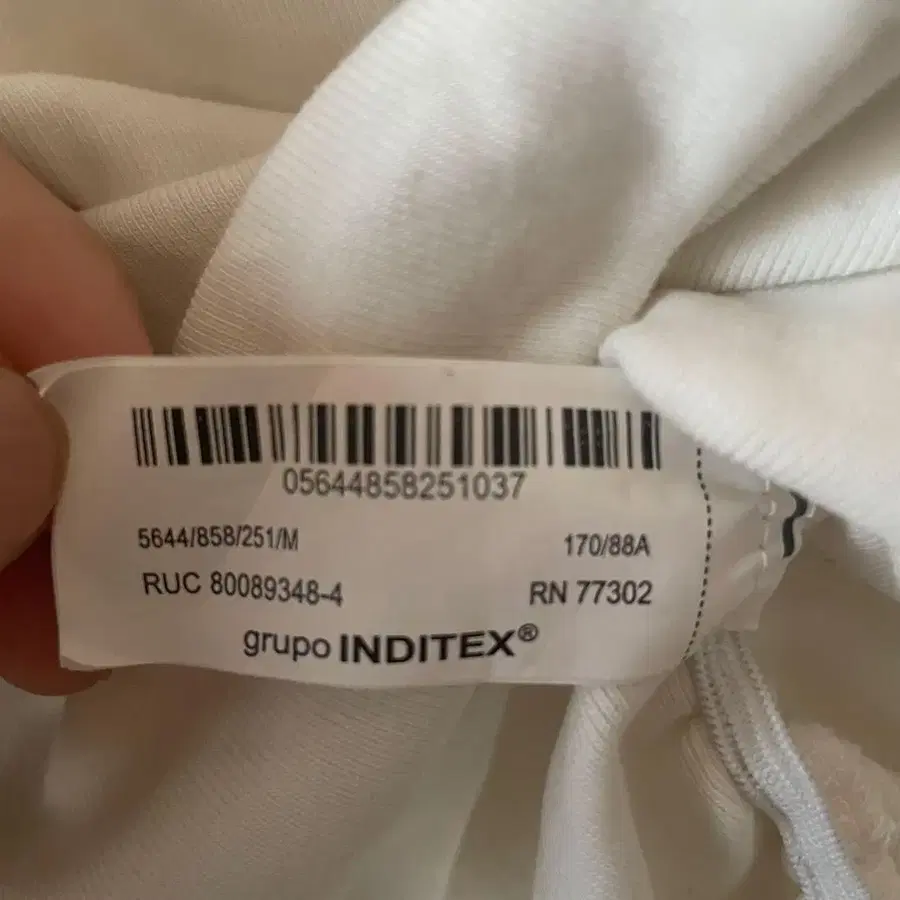 05644858251037
5644/858/251/M 170/88A
RUC 80089348-4 RN 77302
grupo INDITEX®